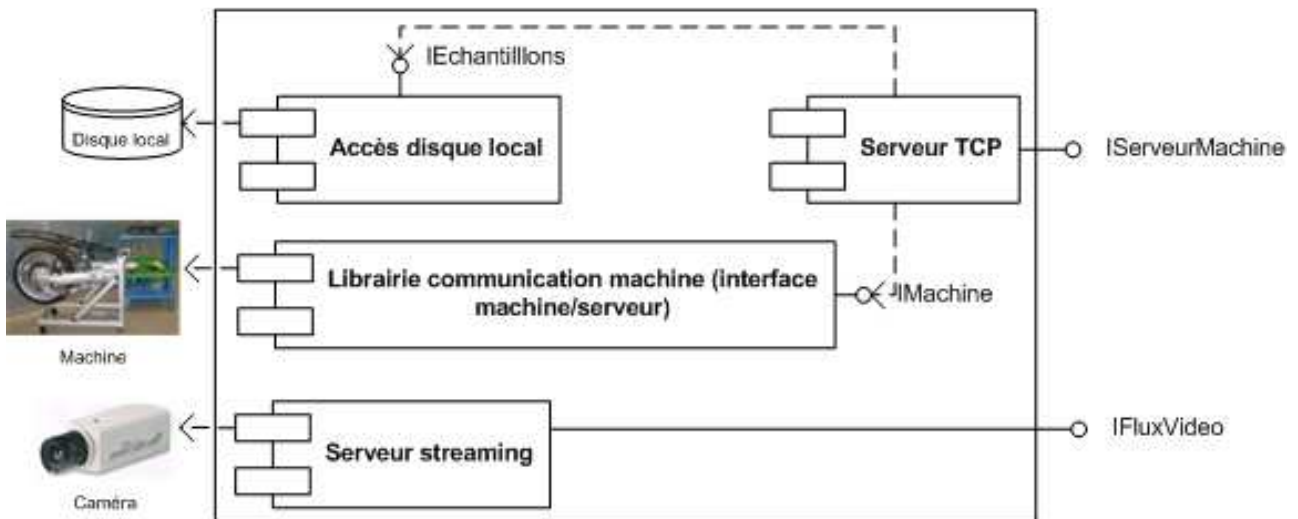 IEchantillons
Disque local
Accès disque local
Serveur TCP
IServeurMachine
Librairie communication machine (interface
machine/serveur)
IMachine
Machine
Serveur streaming
IFluxVideo
Caméra